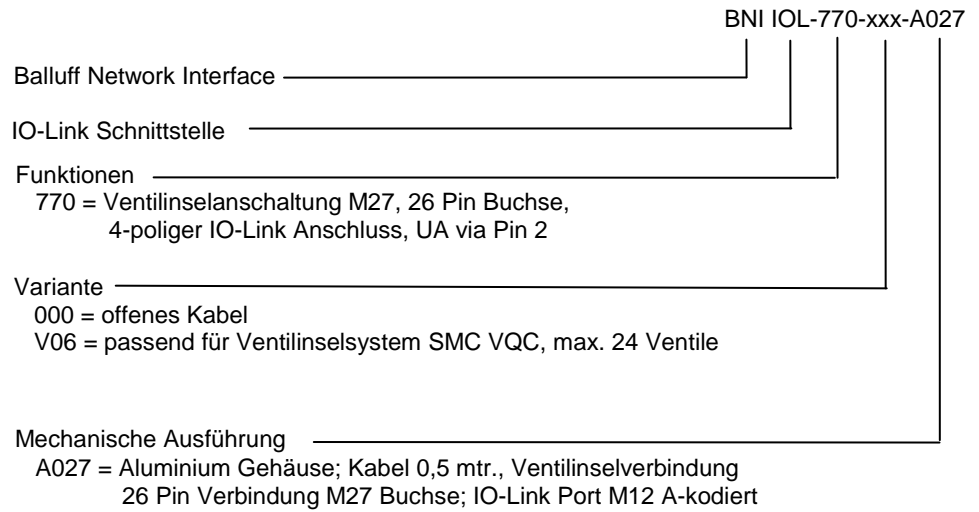 BNI IOL-770-xxx-A027
Balluff Network Interface
IO-Link Schnittstelle
Funktionen
770 = Ventilinselanschaltung M27, 26 Pin Buchse,
4-poliger IO-Link Anschluss, UA via Pin 2
Variante
000 = offenes Kabel
V06 = passend für Ventilinselsystem SMC VQC, max. 24 Ventile
Mechanische Ausführung
A027 = Aluminium Gehäuse; Kabel 0,5 mtr., Ventilinselverbindung
26 Pin Verbindung M27 Buchse; IO-Link Port M12 A-kodiert